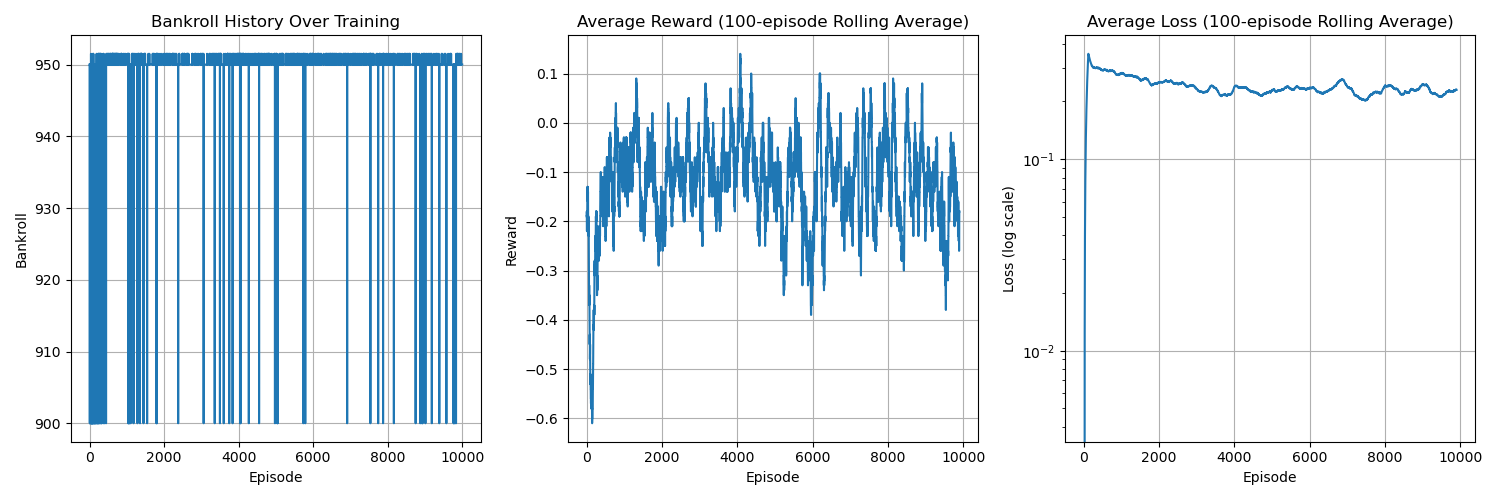 Bankroll History Over Training
Bankroll
950
940
930
920
910
900
0 2000 4000 6000 8000 10000
Episode
Average Reward (100-episode Rolling Average)
Reward
0.1
0.0
−0.1
−0.2
−0.3
−0.4
−0.5
−0.6
0 2000 4000 6000 8000 10000
Episode
Average Loss (100-episode Rolling Average)
Loss (log scale)
10⁻¹
10⁻²
0 2000 4000 6000 8000 10000
Episode